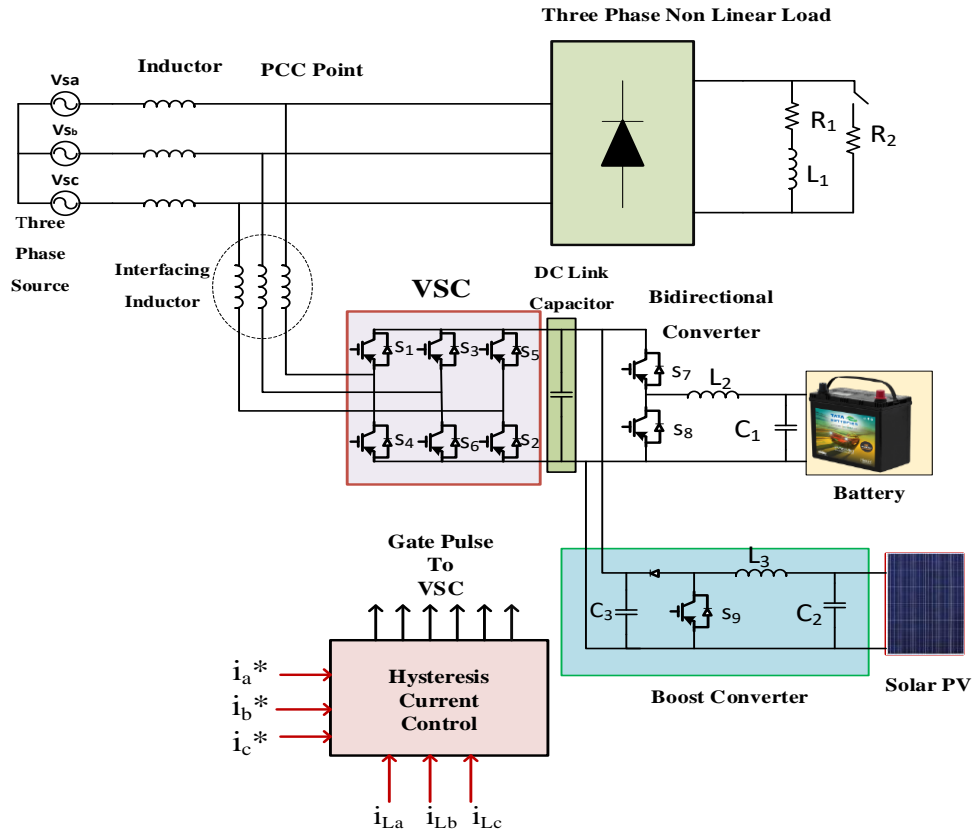 Three Phase Non Linear Load
Inductor
PCC Point
Vsa
Vsb
Vsc
Three
Phase
Source
R1
R2
L1
Interfacing
Inductor
VSC
DC Link
Capacitor
Bidirectional
Converter
S1
S3
S5
S4
S6
S2
S7
S8
L2
C1
TATA
Battery
Gate Pulse
To
VSC
L3
C3
S9
C2
Boost Converter
Solar PV
ia*
ib*
ic*
Hysteresis
Current
Control
iLa
iLb
iLc